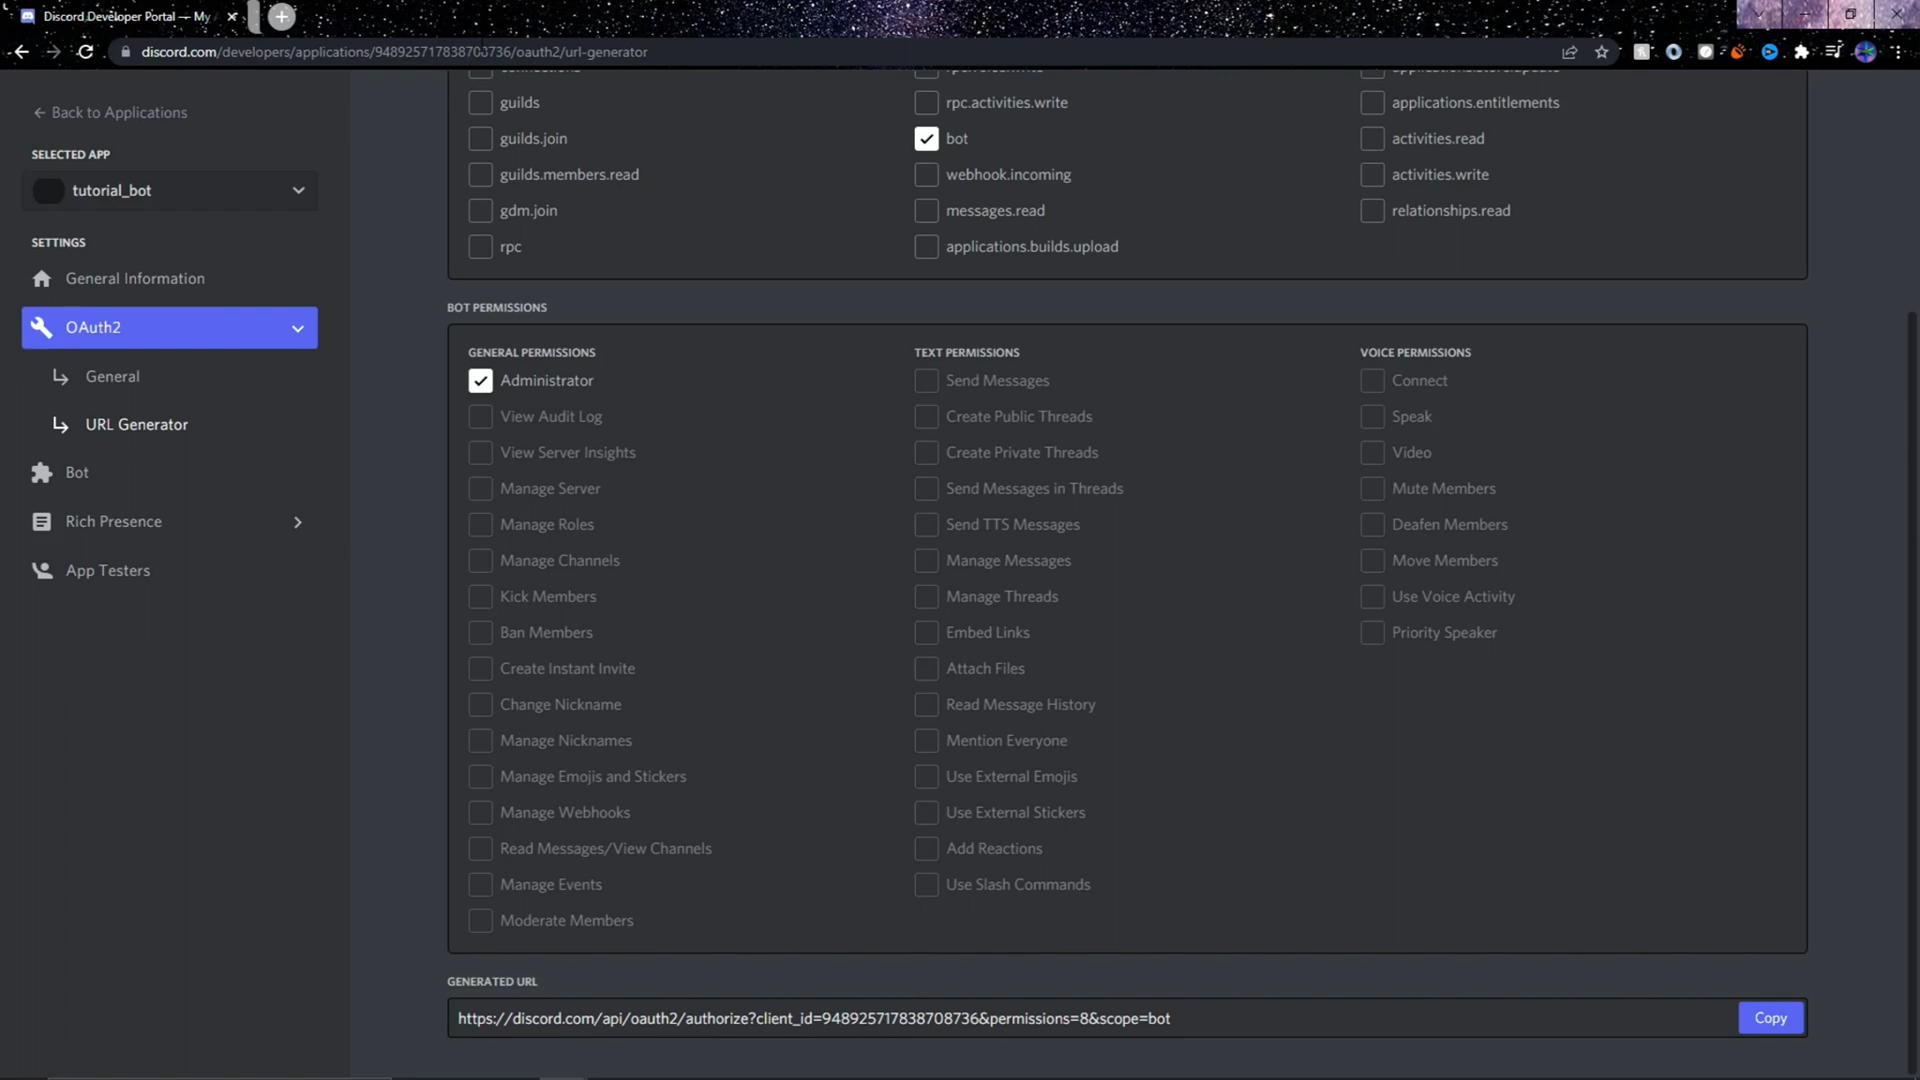 Discord Developer Portal — My
discord.com/developers/applications/948925717838708736/oauth2/url-generator
Back to Applications
SELECTED APP
tutorial_bot
SETTINGS
General Information
OAuth2
General
URL Generator
Bot
Rich Presence
App Testers
connections
guilds
guilds.join
guilds.members.read
gdm.join
rpc
rpc.activities.write
bot
webhook.incoming
messages.read
applications.builds.upload
applications.entitlements
activities.read
activities.write
relationships.read
BOT PERMISSIONS
GENERAL PERMISSIONS
Administrator
View Audit Log
View Server Insights
Manage Server
Manage Roles
Manage Channels
Kick Members
Ban Members
Create Instant Invite
Change Nickname
Manage Nicknames
Manage Emojis and Stickers
Manage Webhooks
Read Messages/View Channels
Manage Events
Moderate Members
TEXT PERMISSIONS
Send Messages
Create Public Threads
Create Private Threads
Send Messages in Threads
Send TTS Messages
Manage Messages
Manage Threads
Embed Links
Attach Files
Read Message History
Mention Everyone
Use External Emojis
Use External Stickers
Add Reactions
Use Slash Commands
VOICE PERMISSIONS
Connect
Speak
Video
Mute Members
Deafen Members
Move Members
Use Voice Activity
Priority Speaker
GENERATED URL
https://discord.com/api/oauth2/authorize?client_id=948925717838708736&permissions=8&scope=bot
Copy